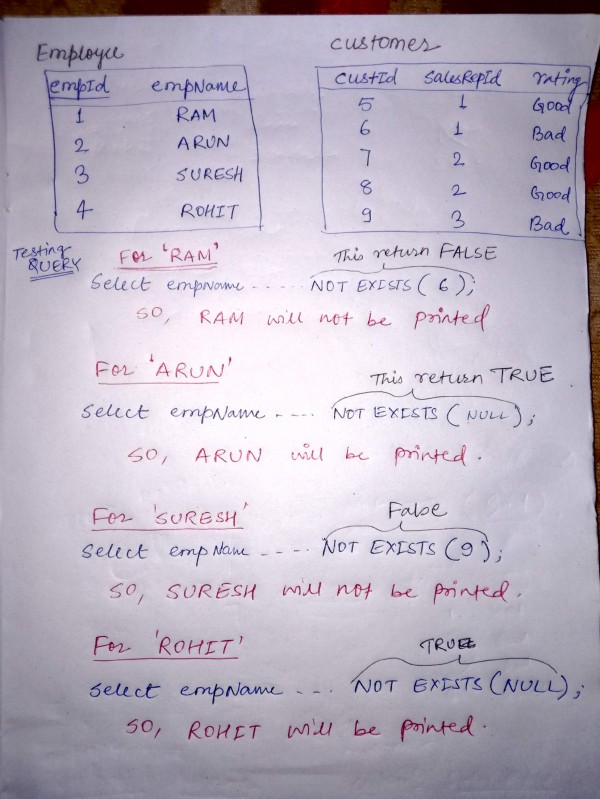 Employee
customer
empId empName
1 RAM
2 ARUN
3 SURESH
4 ROHIT
custId SalesRepId rating
5 1 Good
6 1 Bad
7 2 Good
8 2 Good
9 3 Bad
Testing
QUERY
For 'RAM'
This return FALSE
Select empname ..... NOT EXISTS ( 6 );
SO, RAM will not be printed
For 'ARUN'
This return TRUE
Select empName .... NOT EXISTS ( NULL );
SO, ARUN will be printed.
For 'SURESH'
False
Select empName ----- NOT EXISTS (9);
SO, SURESH will not be printed.
For 'ROHIT'
TRUE
Select empName --- NOT EXISTS (NULL);
SO, ROHIT will be printed.